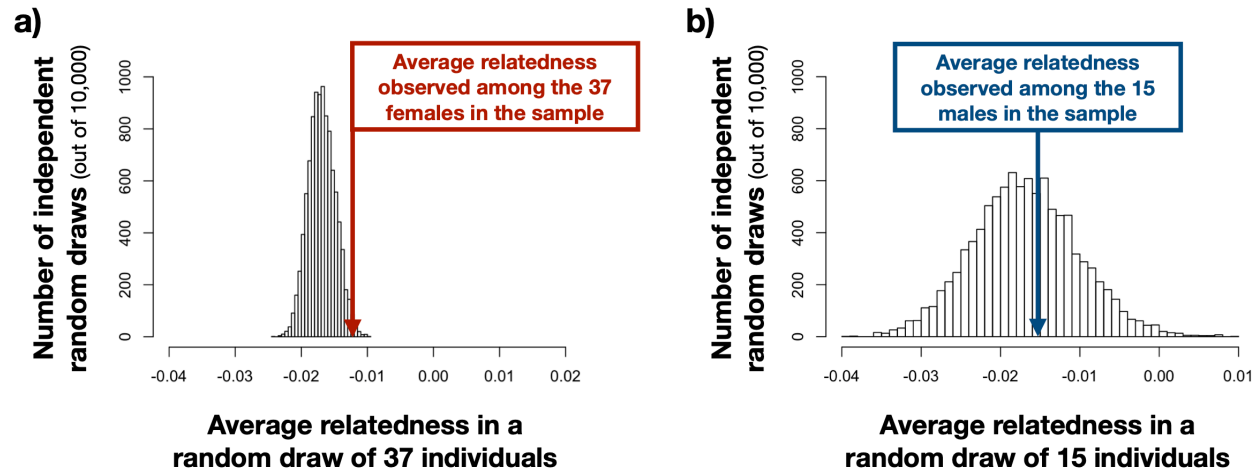 a)
Number of independent
random draws (out of 10,000)
1000
800
600
400
200
0
Average relatedness
observed among the 37
females in the sample
-0.04
-0.03
-0.02
-0.01
0.00
0.01
0.02
Average relatedness in a
random draw of 37 individuals
b)
Number of independent
random draws (out of 10,000)
1000
800
600
400
200
0
Average relatedness
observed among the 15
males in the sample
-0.04
-0.03
-0.02
-0.01
0.00
0.01
Average relatedness in a
random draw of 15 individuals